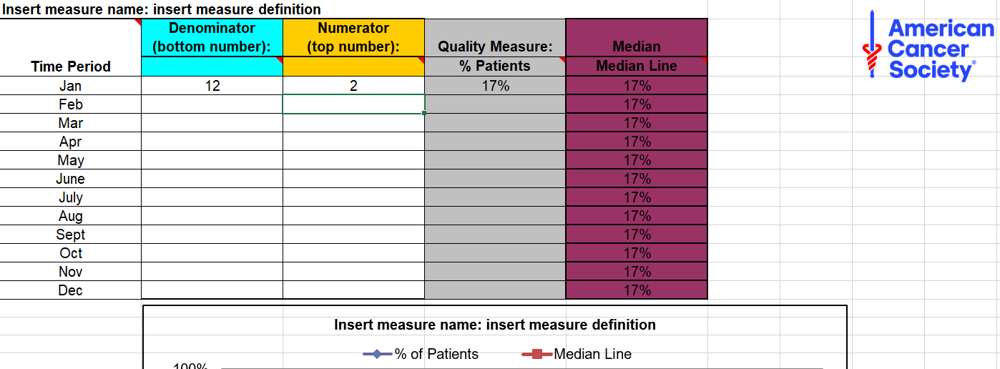 Insert measure name: insert measure definition
American
Cancer
Society®
Denominator
(bottom number):
Numerator
(top number):
Quality Measure:
Median
Time Period
% Patients
Median Line
Jan 12 2 17% 17%
Feb 17%
Mar 17%
Apr 17%
May 17%
June 17%
July 17%
Aug 17%
Sept 17%
Oct 17%
Nov 17%
Dec 17%
Insert measure name: insert measure definition
% of Patients Median Line
100%